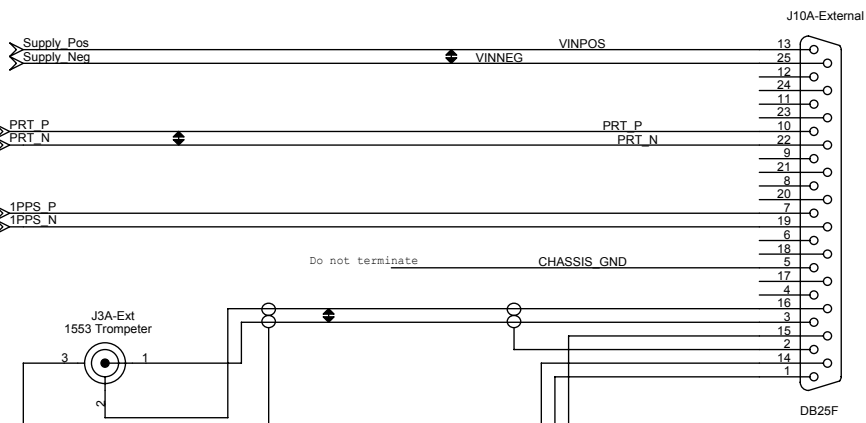 J10A-External
Supply_Pos VINPOS 13
Supply_Neg VINNEG 25
12
24
11
23
PRT_P PRT_P 10
PRT_N PRT_N 22
9
21
8
20
1PPS_P 7
1PPS_N 19
6
18
Do not terminate CHASSIS_GND 5
17
4
16
J3A-Ext 3
1553 Trompeter 15
2
3 1 14
1
2
DB25F